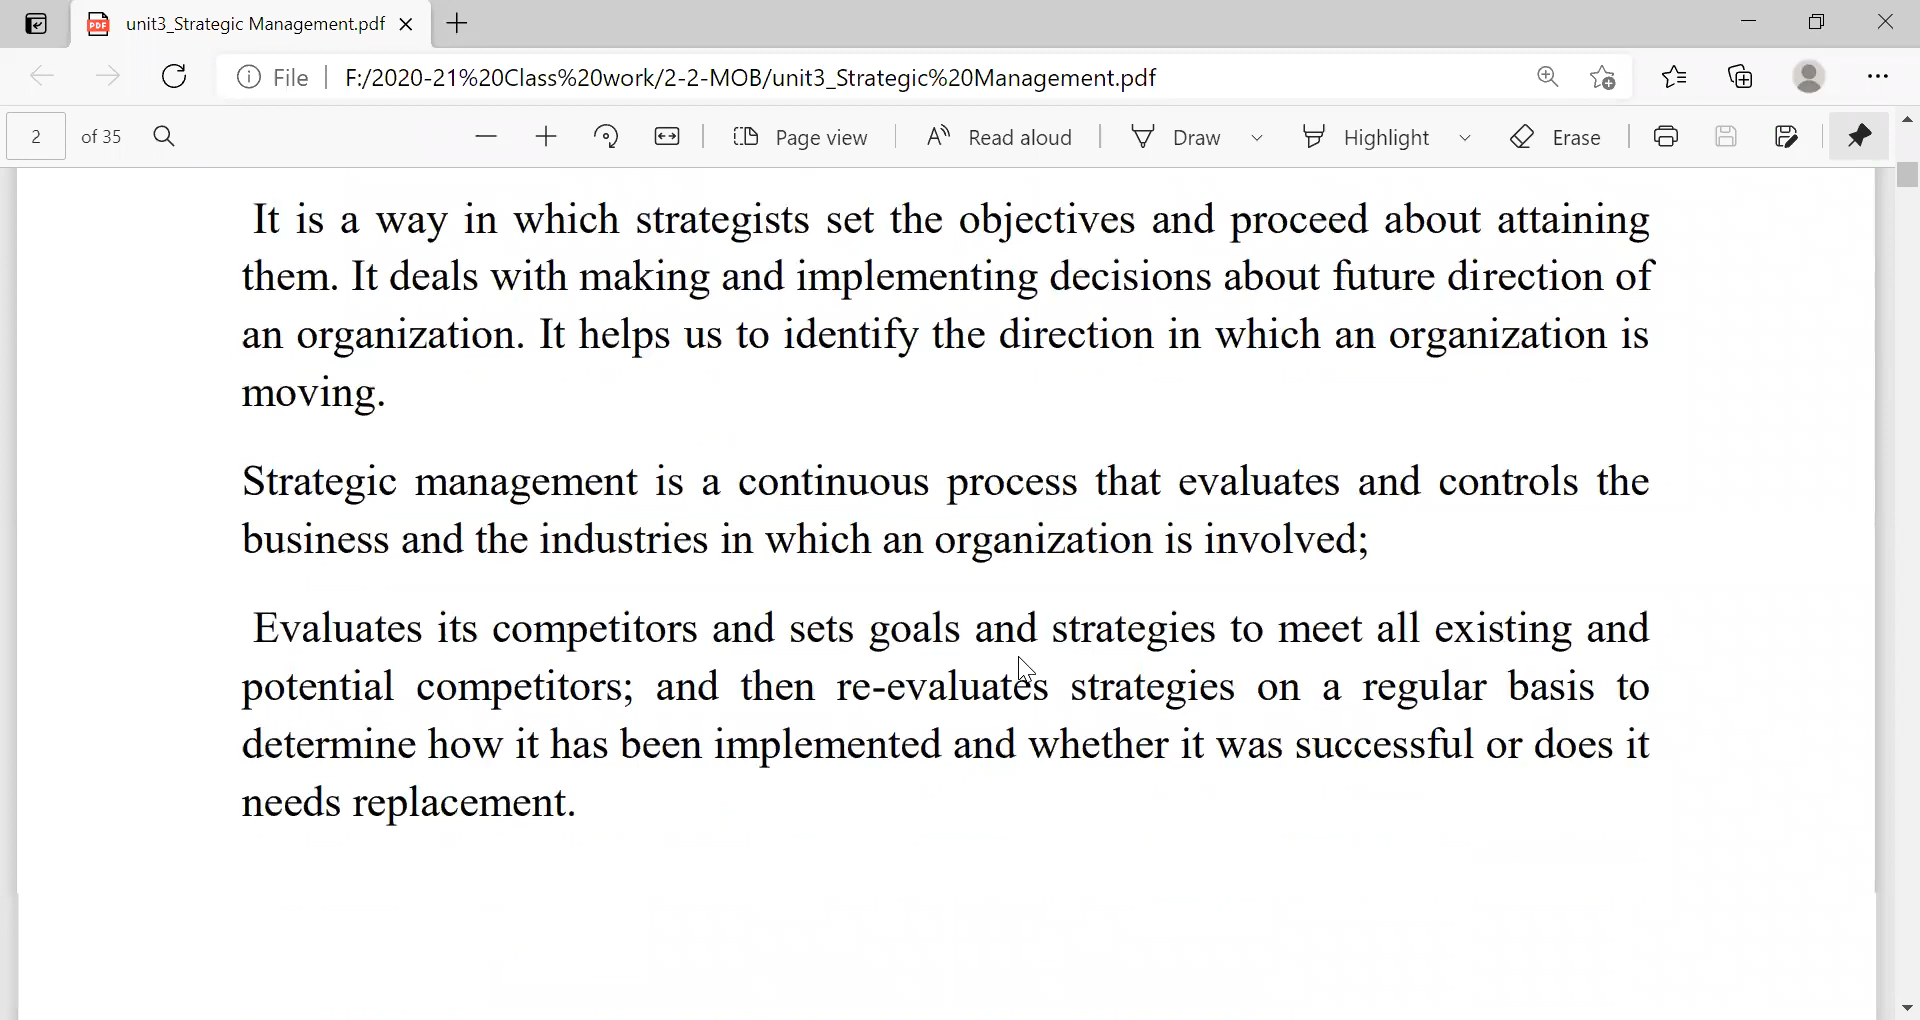 unit3_Strategic Management.pdf
File
F:/2020-21%20Class%20work/2-2-MOB/unit3_Strategic%20Management.pdf
2 of 35
Page view
Read aloud
Draw
Highlight
Erase
It is a way in which strategists set the objectives and proceed about attaining
them. It deals with making and implementing decisions about future direction of
an organization. It helps us to identify the direction in which an organization is
moving.
Strategic management is a continuous process that evaluates and controls the
business and the industries in which an organization is involved;
Evaluates its competitors and sets goals and strategies to meet all existing and
potential competitors; and then re-evaluates strategies on a regular basis to
determine how it has been implemented and whether it was successful or does it
needs replacement.